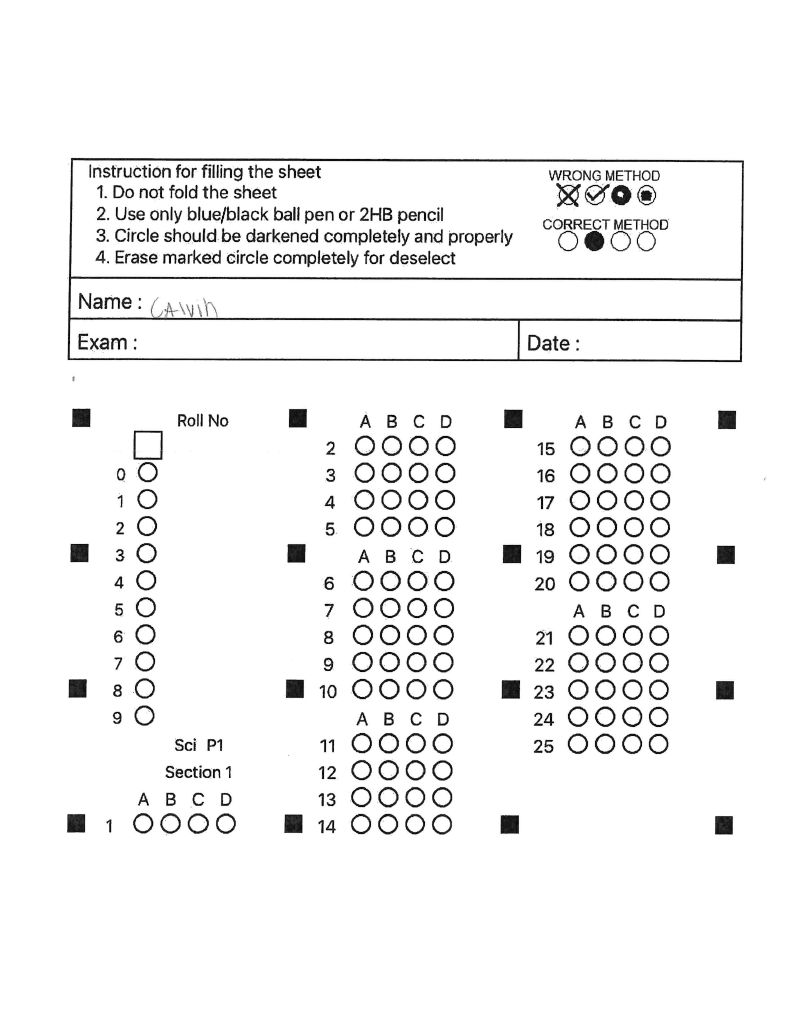 Instruction for filling the sheet
1. Do not fold the sheet
2. Use only blue/black ball pen or 2HB pencil
3. Circle should be darkened completely and properly
4. Erase marked circle completely for deselect
WRONG METHOD
CORRECT METHOD
Name : CAlVIn
Exam :
Date :
Roll No
0
1
2
3
4
5
6
7
8
9
Sci P1
Section 1
A B C D
1
A B C D
2
3
4
5
A B C D
6
7
8
9
10
A B C D
11
12
13
14
A B C D
15
16
17
18
19
20
A B C D
21
22
23
24
25